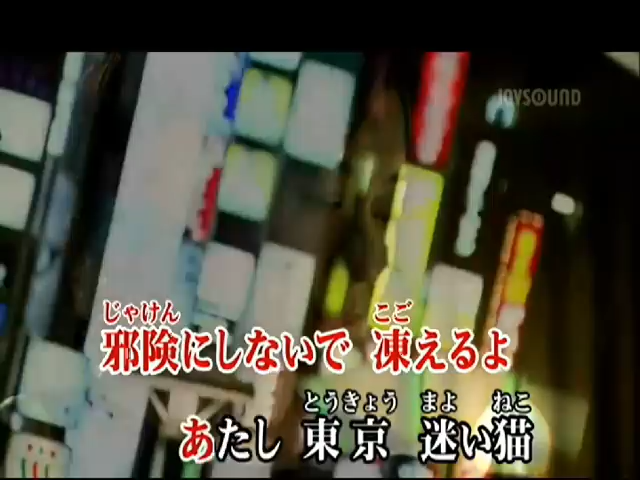 JOYSOUND
じゃけん こご
邪険にしないで 凍えるよ
とうきょう まよ ねこ
あたし 東京 迷い猫